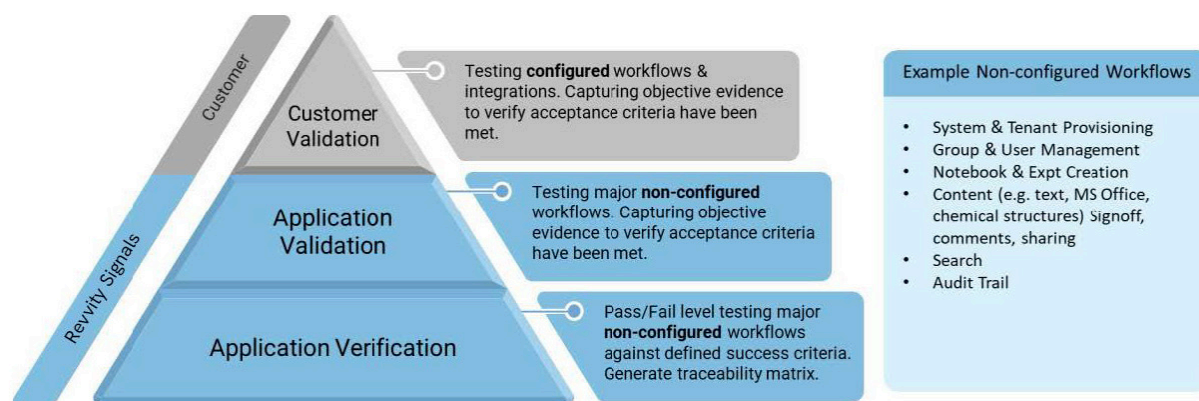 Customer
Revvity Signals
Customer
Validation
Application
Validation
Application Verification
Testing configured workflows &
integrations. Capturing objective evidence
to verify acceptance criteria have been
met.
Testing major non-configured
workflows. Capturing objective
evidence to verify acceptance criteria
have been met.
Pass/Fail level testing major
non-configured workflows
against defined success criteria.
Generate traceability matrix.
Example Non-configured Workflows
• System & Tenant Provisioning
• Group & User Management
• Notebook & Expt Creation
• Content (e.g. text, MS Office,
chemical structures) Signoff,
comments, sharing
• Search
• Audit Trail